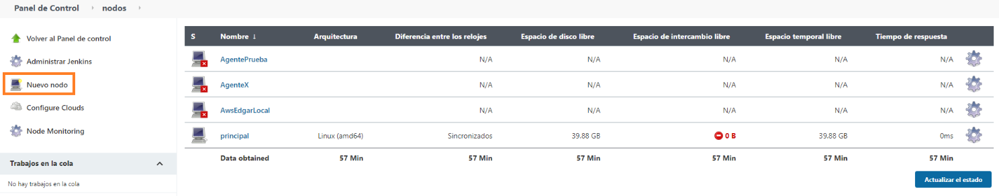 Panel de Control nodos
Volver al Panel de control
Administrar Jenkins
Nuevo nodo
Configure Clouds
Node Monitoring
Trabajos en la cola
No hay trabajos en la cola
S Nombre ↓ Arquitectura Diferencia entre los relojes Espacio de disco libre Espacio de intercambio libre Espacio temporal libre Tiempo de respuesta
AgentePrueba N/A N/A N/A N/A N/A
AgenteX N/A N/A N/A N/A N/A
AwsEdgarLocal N/A N/A N/A N/A N/A
principal Linux (amd64) Sincronizados 39.88 GB 0 B 39.88 GB 0ms
Data obtained 57 Min 57 Min 57 Min 57 Min 57 Min 57 Min
Actualizar el estado